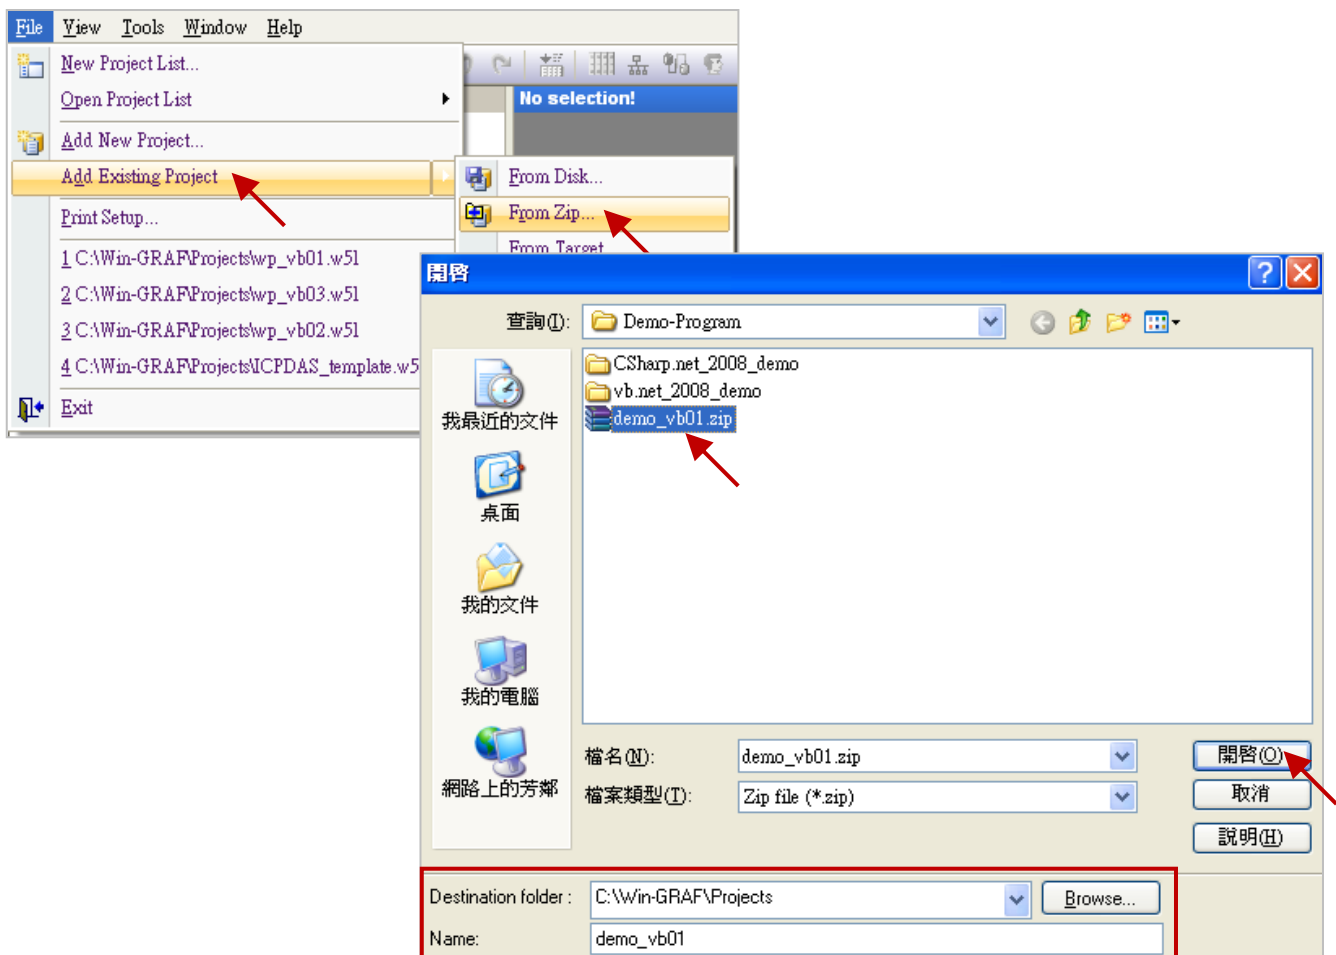 File View Tools Window Help
New Project List...
Open Project List
No selection!
Add New Project...
Add Existing Project
From Disk...
Print Setup...
From Zip...
From Target
1 C:\Win-GRAF\Projects\wp_vb01.w5l
2 C:\Win-GRAF\Projects\wp_vb03.w5l
3 C:\Win-GRAF\Projects\wp_vb02.w5l
4 C:\Win-GRAF\Projects\ICPDAS_template.w5
Exit
開啓
?
查詢(I): Demo-Program
CSharp.net_2008_demo
vb.net_2008_demo
demo_vb01.zip
我最近的文件
桌面
我的文件
我的電腦
網路上的芳鄰
檔名(N): demo_vb01.zip 開啓(O)
檔案類型(T): Zip file (*.zip) 取消
說明(H)
Destination folder : C:\Win-GRAF\Projects Browse...
Name: demo_vb01